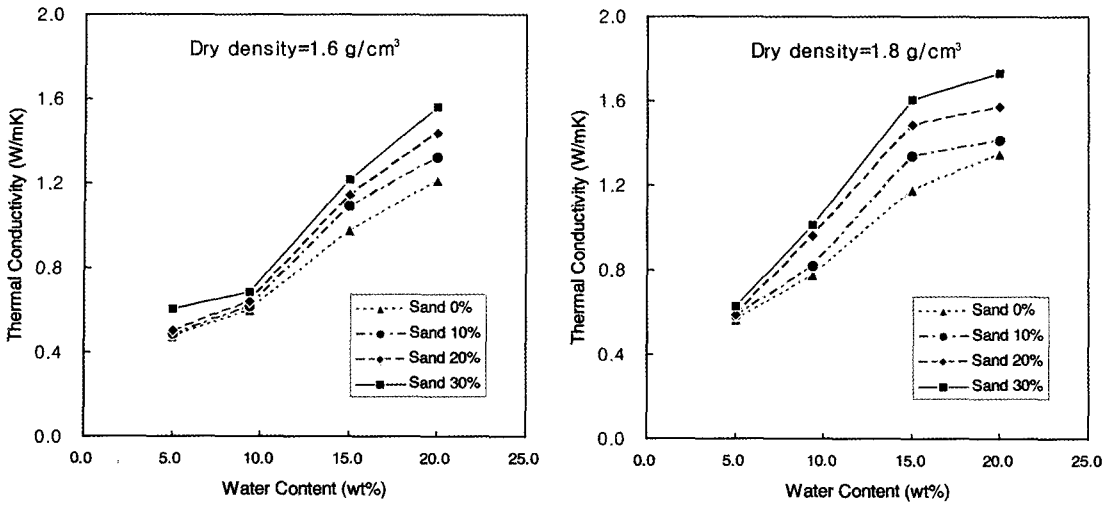 Dry density=1.6 g/cm³
Thermal Conductivity (W/mK)
2.0
1.6
1.2
0.8
0.4
0.0
Sand 0%
Sand 10%
Sand 20%
Sand 30%
0.0 5.0 10.0 15.0 20.0 25.0
Water Content (wt%)
Dry density=1.8 g/cm³
Thermal Conductivity (W/mK)
2.0
1.6
1.2
0.8
0.4
0.0
Sand 0%
Sand 10%
Sand 20%
Sand 30%
0.0 5.0 10.0 15.0 20.0 25.0
Water Content (wt%)